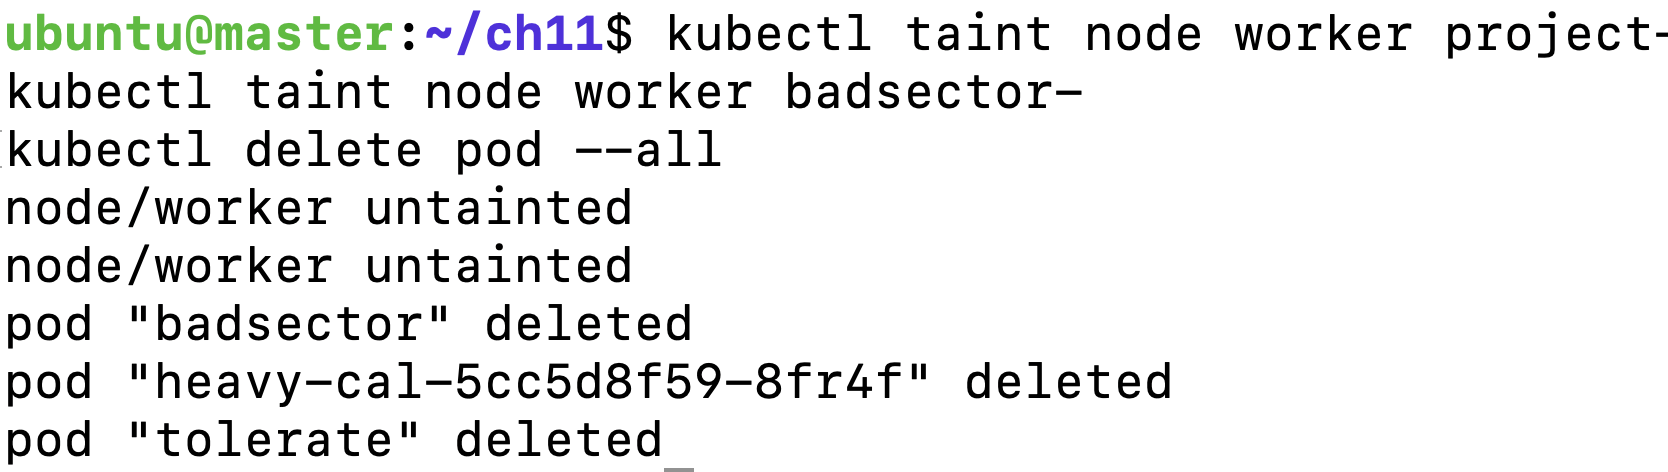 ubuntu@master:~/ch11$ kubectl taint node worker project-
kubectl taint node worker badsector-
kubectl delete pod --all
node/worker untainted
node/worker untainted
pod "badsector" deleted
pod "heavy-cal-5cc5d8f59-8fr4f" deleted
pod "tolerate" deleted